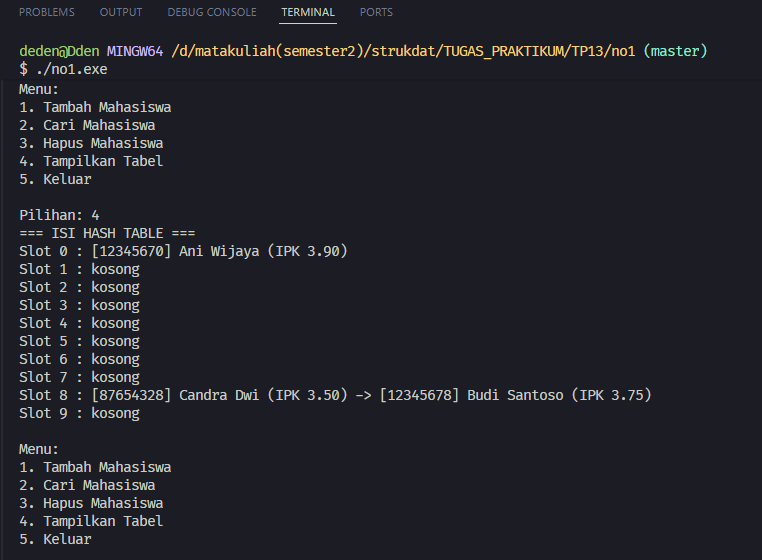 PROBLEMS OUTPUT DEBUG CONSOLE TERMINAL PORTS
deden@Dden MINGW64 /d/matakuliah(semester2)/strukdat/TUGAS_PRAKTIKUM/TP13/no1 (master)
$ ./no1.exe
Menu:
1. Tambah Mahasiswa
2. Cari Mahasiswa
3. Hapus Mahasiswa
4. Tampilkan Tabel
5. Keluar
Pilihan: 4
=== ISI HASH TABLE ===
Slot 0 : [12345670] Ani Wijaya (IPK 3.90)
Slot 1 : kosong
Slot 2 : kosong
Slot 3 : kosong
Slot 4 : kosong
Slot 5 : kosong
Slot 6 : kosong
Slot 7 : kosong
Slot 8 : [87654328] Candra Dwi (IPK 3.50) -> [12345678] Budi Santoso (IPK 3.75)
Slot 9 : kosong
Menu:
1. Tambah Mahasiswa
2. Cari Mahasiswa
3. Hapus Mahasiswa
4. Tampilkan Tabel
5. Keluar